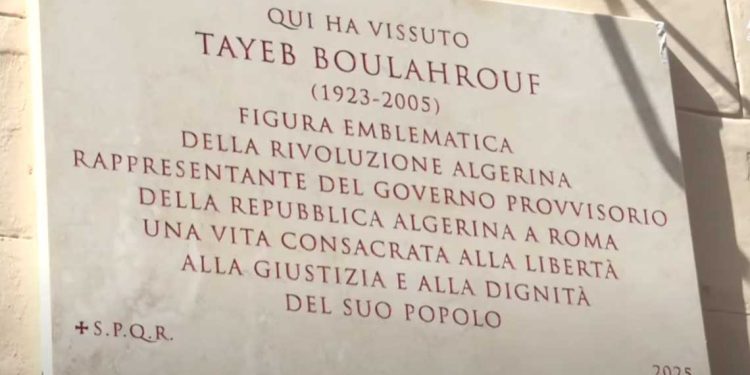 QUI HA VISSUTO
TAYEB BOULAHROUF
(1923-2005)
FIGURA EMBLEMATICA
DELLA RIVOLUZIONE ALGERINA
RAPPRESENTANTE DEL GOVERNO PROVVISORIO
DELLA REPUBBLICA ALGERINA A ROMA
UNA VITA CONSACRATA ALLA LIBERTÀ
ALLA GIUSTIZIA E ALLA DIGNITÀ
DEL SUO POPOLO
✝S.P.Q.R.
2025